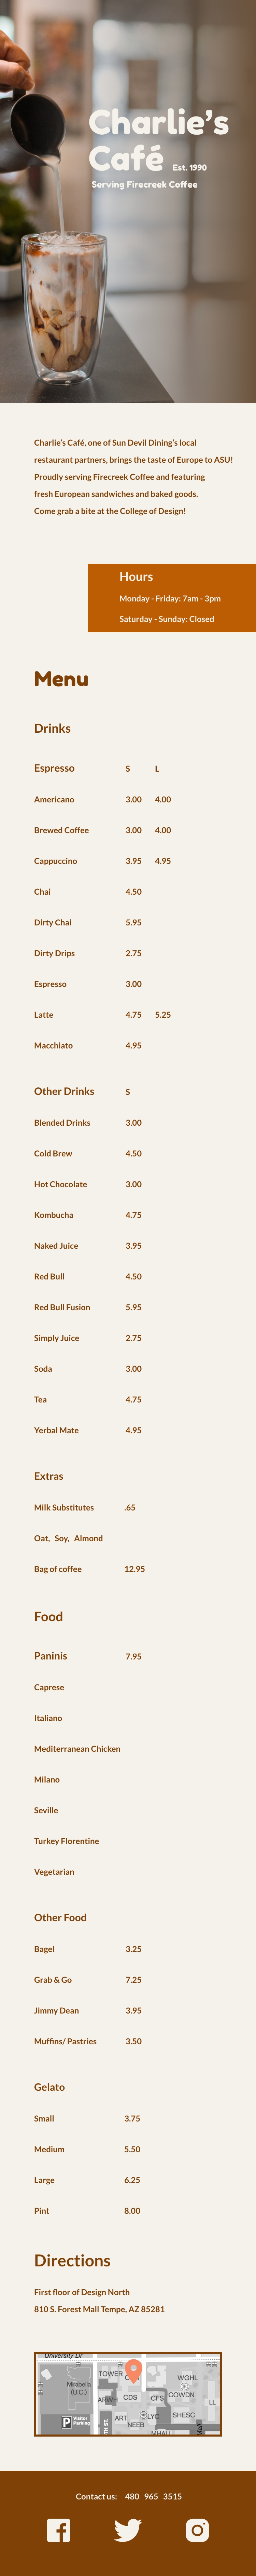 Charlie's
Café Est. 1990
Serving Firecreek Coffee
Charlie's Café, one of Sun Devil Dining's local
restaurant partners, brings the taste of Europe to ASU!
Proudly serving Firecreek Coffee and featuring
fresh European sandwiches and baked goods.
Come grab a bite at the College of Design!
Hours
Monday - Friday: 7am - 3pm
Saturday - Sunday: Closed
Menu
Drinks
Espresso S L
Americano 3.00 4.00
Brewed Coffee 3.00 4.00
Cappuccino 3.95 4.95
Chai 4.50
Dirty Chai 5.95
Dirty Drips 2.75
Espresso 3.00
Latte 4.75 5.25
Macchiato 4.95
Other Drinks S
Blended Drinks 3.00
Cold Brew 4.50
Hot Chocolate 3.00
Kombucha 4.75
Naked Juice 3.95
Red Bull 4.50
Red Bull Fusion 5.95
Simply Juice 2.75
Soda 3.00
Tea 4.75
Yerbal Mate 4.95
Extras
Milk Substitutes .65
Oat, Soy, Almond
Bag of coffee 12.95
Food
Paninis 7.95
Caprese
Italiano
Mediterranean Chicken
Milano
Seville
Turkey Florentine
Vegetarian
Other Food
Bagel 3.25
Grab & Go 7.25
Jimmy Dean 3.95
Muffins/ Pastries 3.50
Gelato
Small 3.75
Medium 5.50
Large 6.25
Pint 8.00
Directions
First floor of Design North
810 S. Forest Mall Tempe, AZ 85281
University Dr
TOWER
WGHL
Mirabella
(U.C.)
COWDN
CDS
CFS
LL
P Visitor
Parking
ART
LYC
SHESC
NEEB
Contact us: 480 965 3515